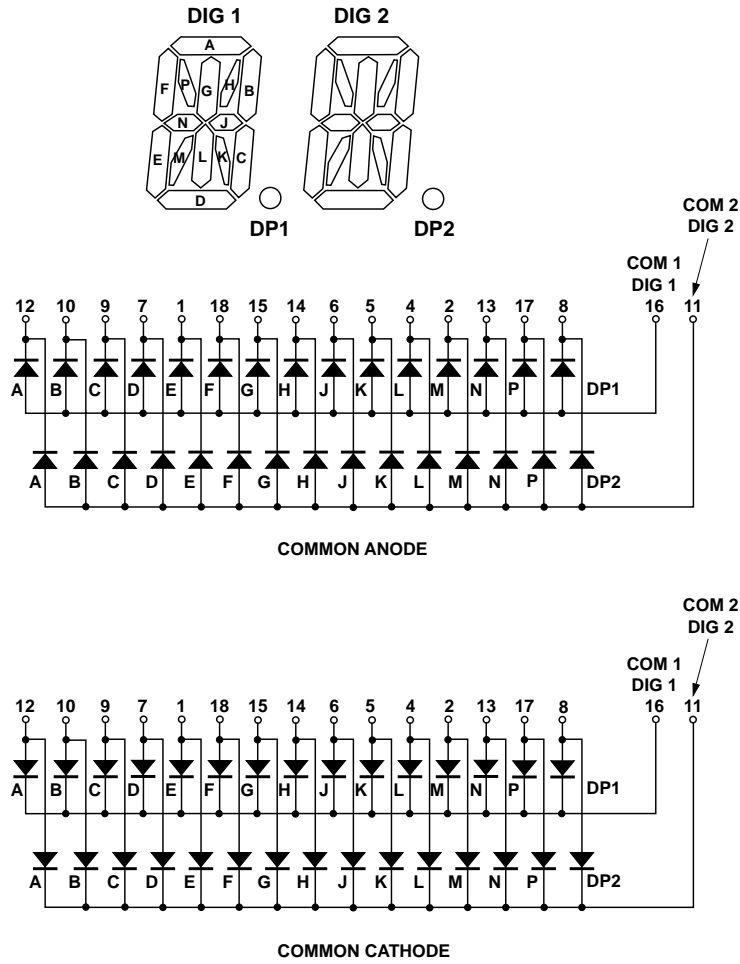 DIG 1 DIG 2
A
F P G H B
N J
E M L K C
D
DP1 DP2
COM 2
DIG 2
COM 1
DIG 1
12 10 9 7 1 18 15 14 6 5 4 2 13 17 8 16 11
A B C D E F G H J K L M N P DP1
A B C D E F G H J K L M N P DP2
COMMON ANODE
COM 2
DIG 2
COM 1
DIG 1
12 10 9 7 1 18 15 14 6 5 4 2 13 17 8 16 11
A B C D E F G H J K L M N P DP1
A B C D E F G H J K L M N P DP2
COMMON CATHODE